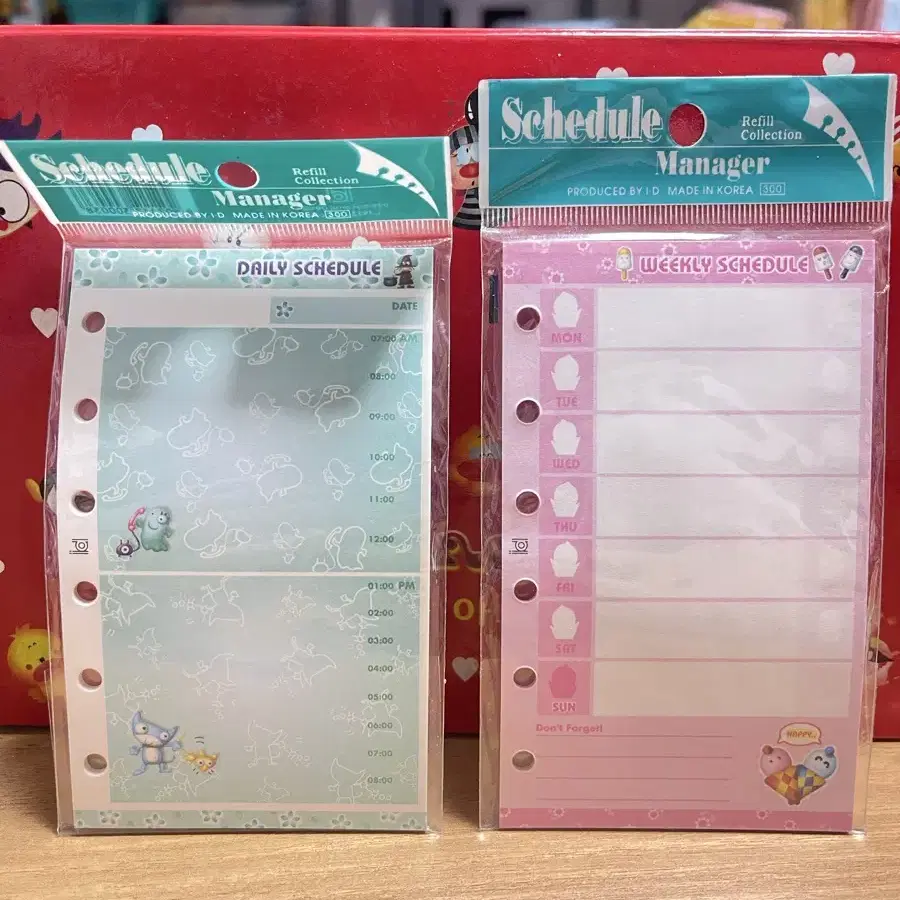 Schedule
Refill
Collection
Manager
PRODUCED BY I·D MADE IN KOREA 300
DAILY SCHEDULE
DATE
07:00 AM
08:00
09:00
10:00
11:00
12:00
01:00 PM
02:00
03:00
04:00
05:00
06:00
07:00
08:00
Schedule
Refill
Collection
Manager
PRODUCED BY I·D MADE IN KOREA 300
WEEKLY SCHEDULE
MON
TUE
WED
THU
FRI
SAT
SUN
Don't Forget!
HAPPY..